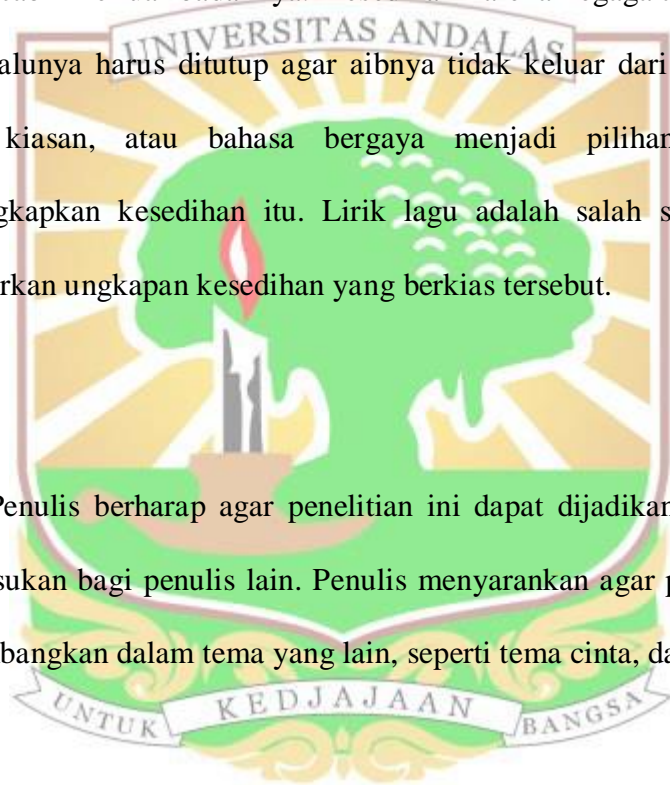 UNIVERSITAS ANDALAS
alunya harus ditutup agar aibnya tidak keluar dari
kiasan, atau bahasa bergaya menjadi pilihan
gkapkan kesedihan itu. Lirik lagu adalah salah s
rkan ungkapan kesedihan yang berkias tersebut.
Penulis berharap agar penelitian ini dapat dijadikan
sukan bagi penulis lain. Penulis menyarankan agar p
bangkan dalam tema yang lain, seperti tema cinta, da
UNTUK KEDJAJAAN BANGSA